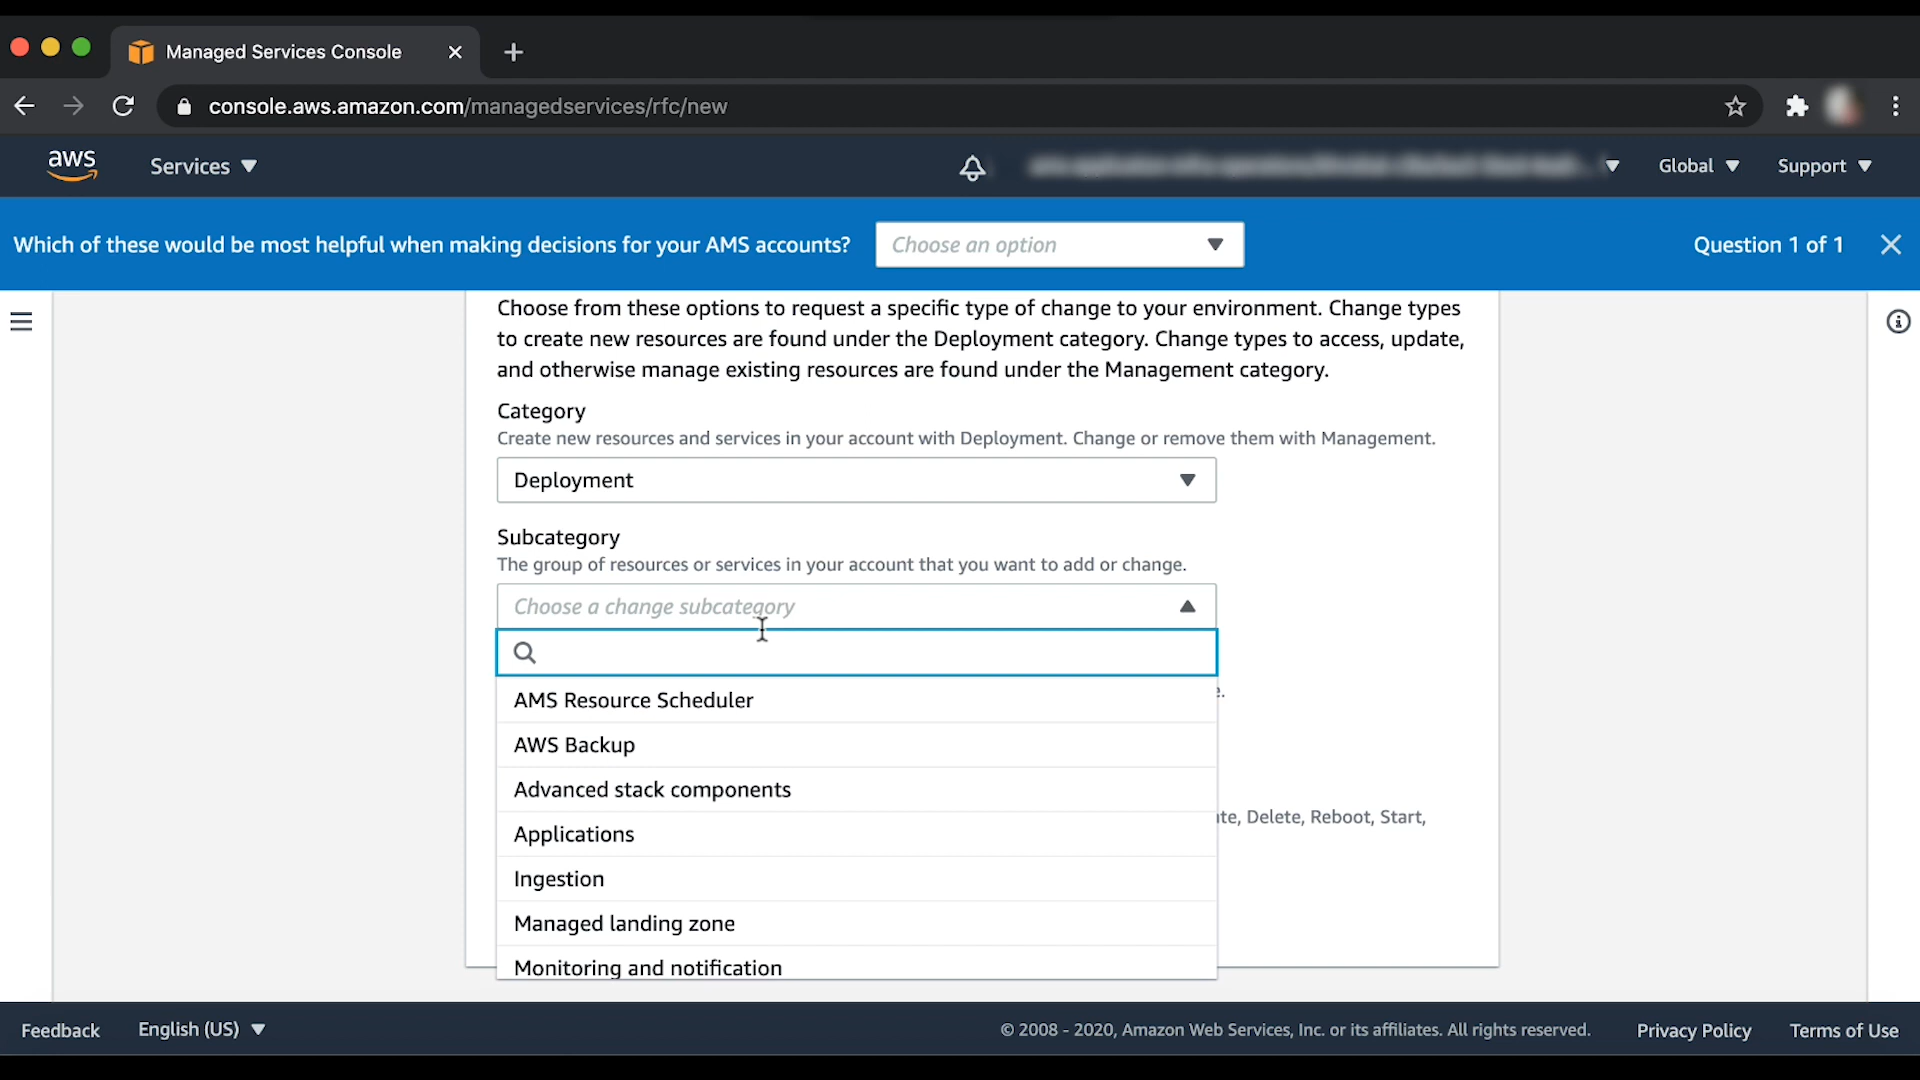 Managed Services Console
console.aws.amazon.com/managedservices/rfc/new
aws
Services
Global
Support
Which of these would be most helpful when making decisions for your AMS accounts?
Choose an option
Question 1 of 1
Choose from these options to request a specific type of change to your environment. Change types
to create new resources are found under the Deployment category. Change types to access, update,
and otherwise manage existing resources are found under the Management category.
Category
Create new resources and services in your account with Deployment. Change or remove them with Management.
Deployment
Subcategory
The group of resources or services in your account that you want to add or change.
Choose a change subcategory
AMS Resource Scheduler
AWS Backup
Advanced stack components
Delete, Reboot, Start,
Applications
Ingestion
Managed landing zone
Monitoring and notification
Feedback
English (US)
© 2008 - 2020, Amazon Web Services, Inc. or its affiliates. All rights reserved.
Privacy Policy
Terms of Use